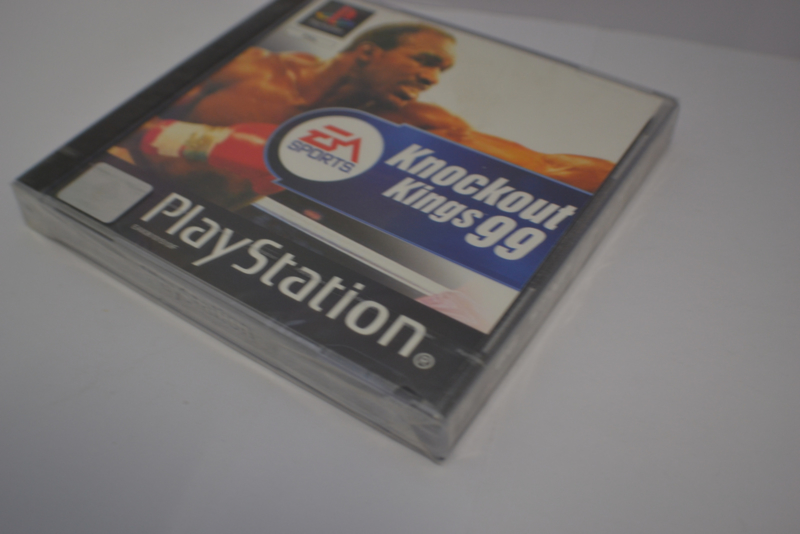 EA
SPORTS
Knockout
Kings 99
PlayStation®